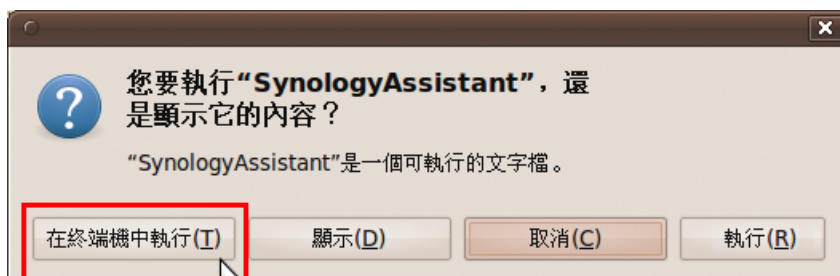 您要執行“SynologyAssistant”，還
是顯示它的內容？
“SynologyAssistant”是一個可執行的文字檔。
在終端機中執行(T) 顯示(D) 取消(C) 執行(R)